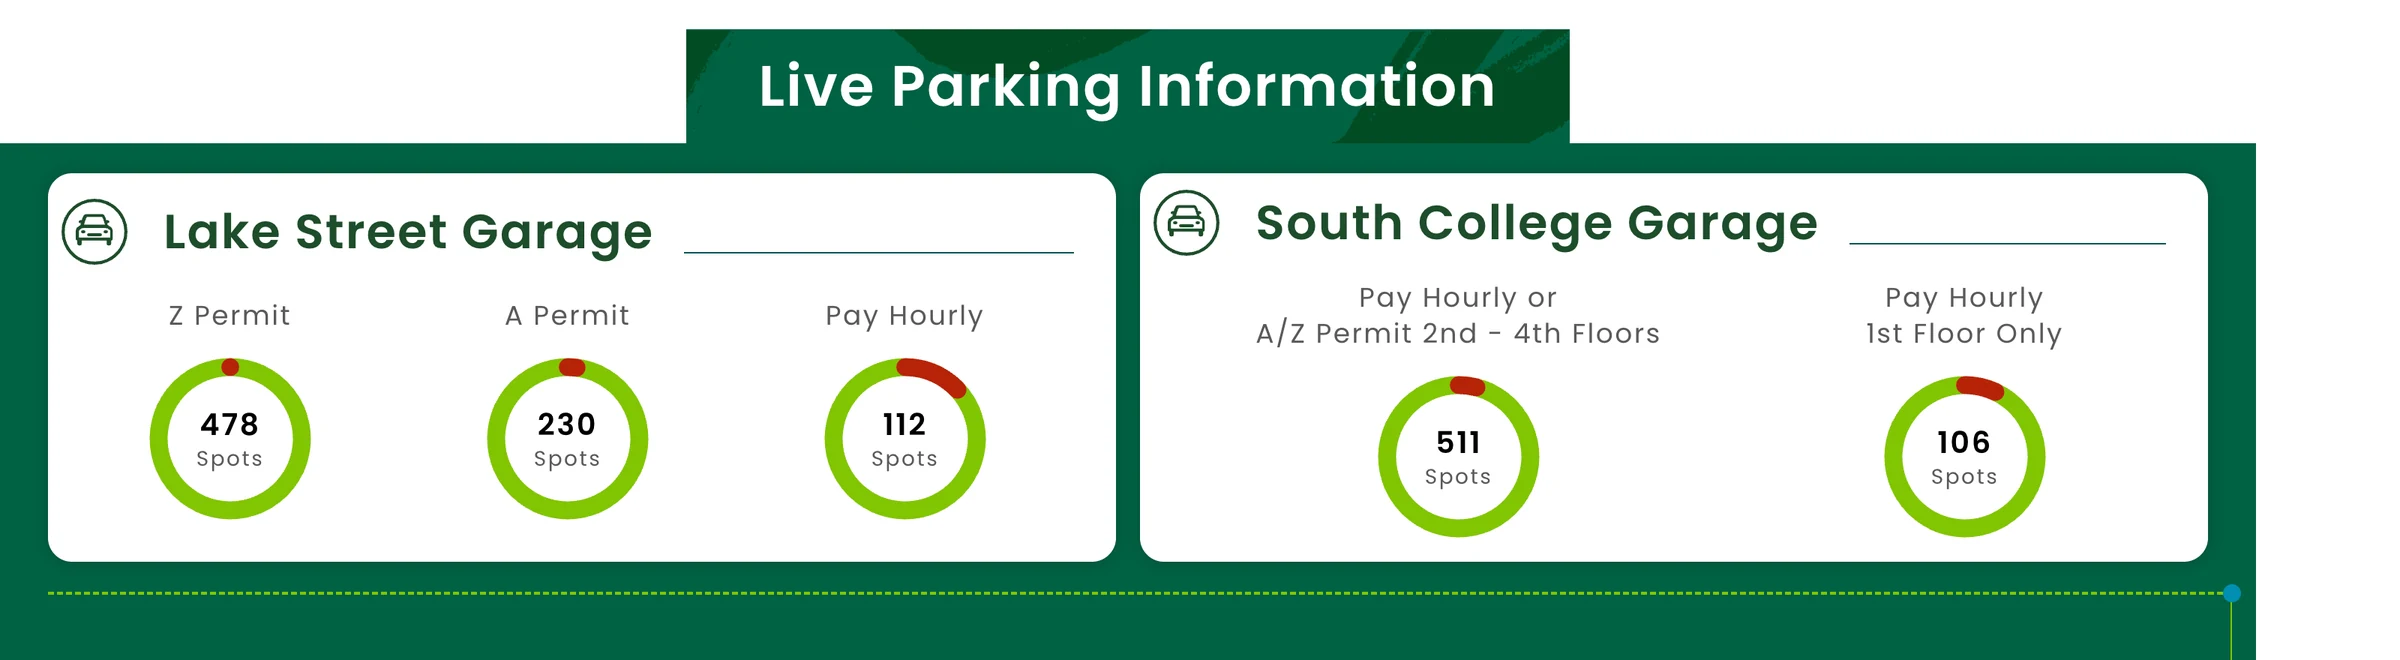 Live Parking Information
Lake Street Garage
Z Permit
478
Spots
A Permit
230
Spots
Pay Hourly
112
Spots
South College Garage
Pay Hourly or
A/Z Permit 2nd - 4th Floors
511
Spots
Pay Hourly
1st Floor Only
106
Spots